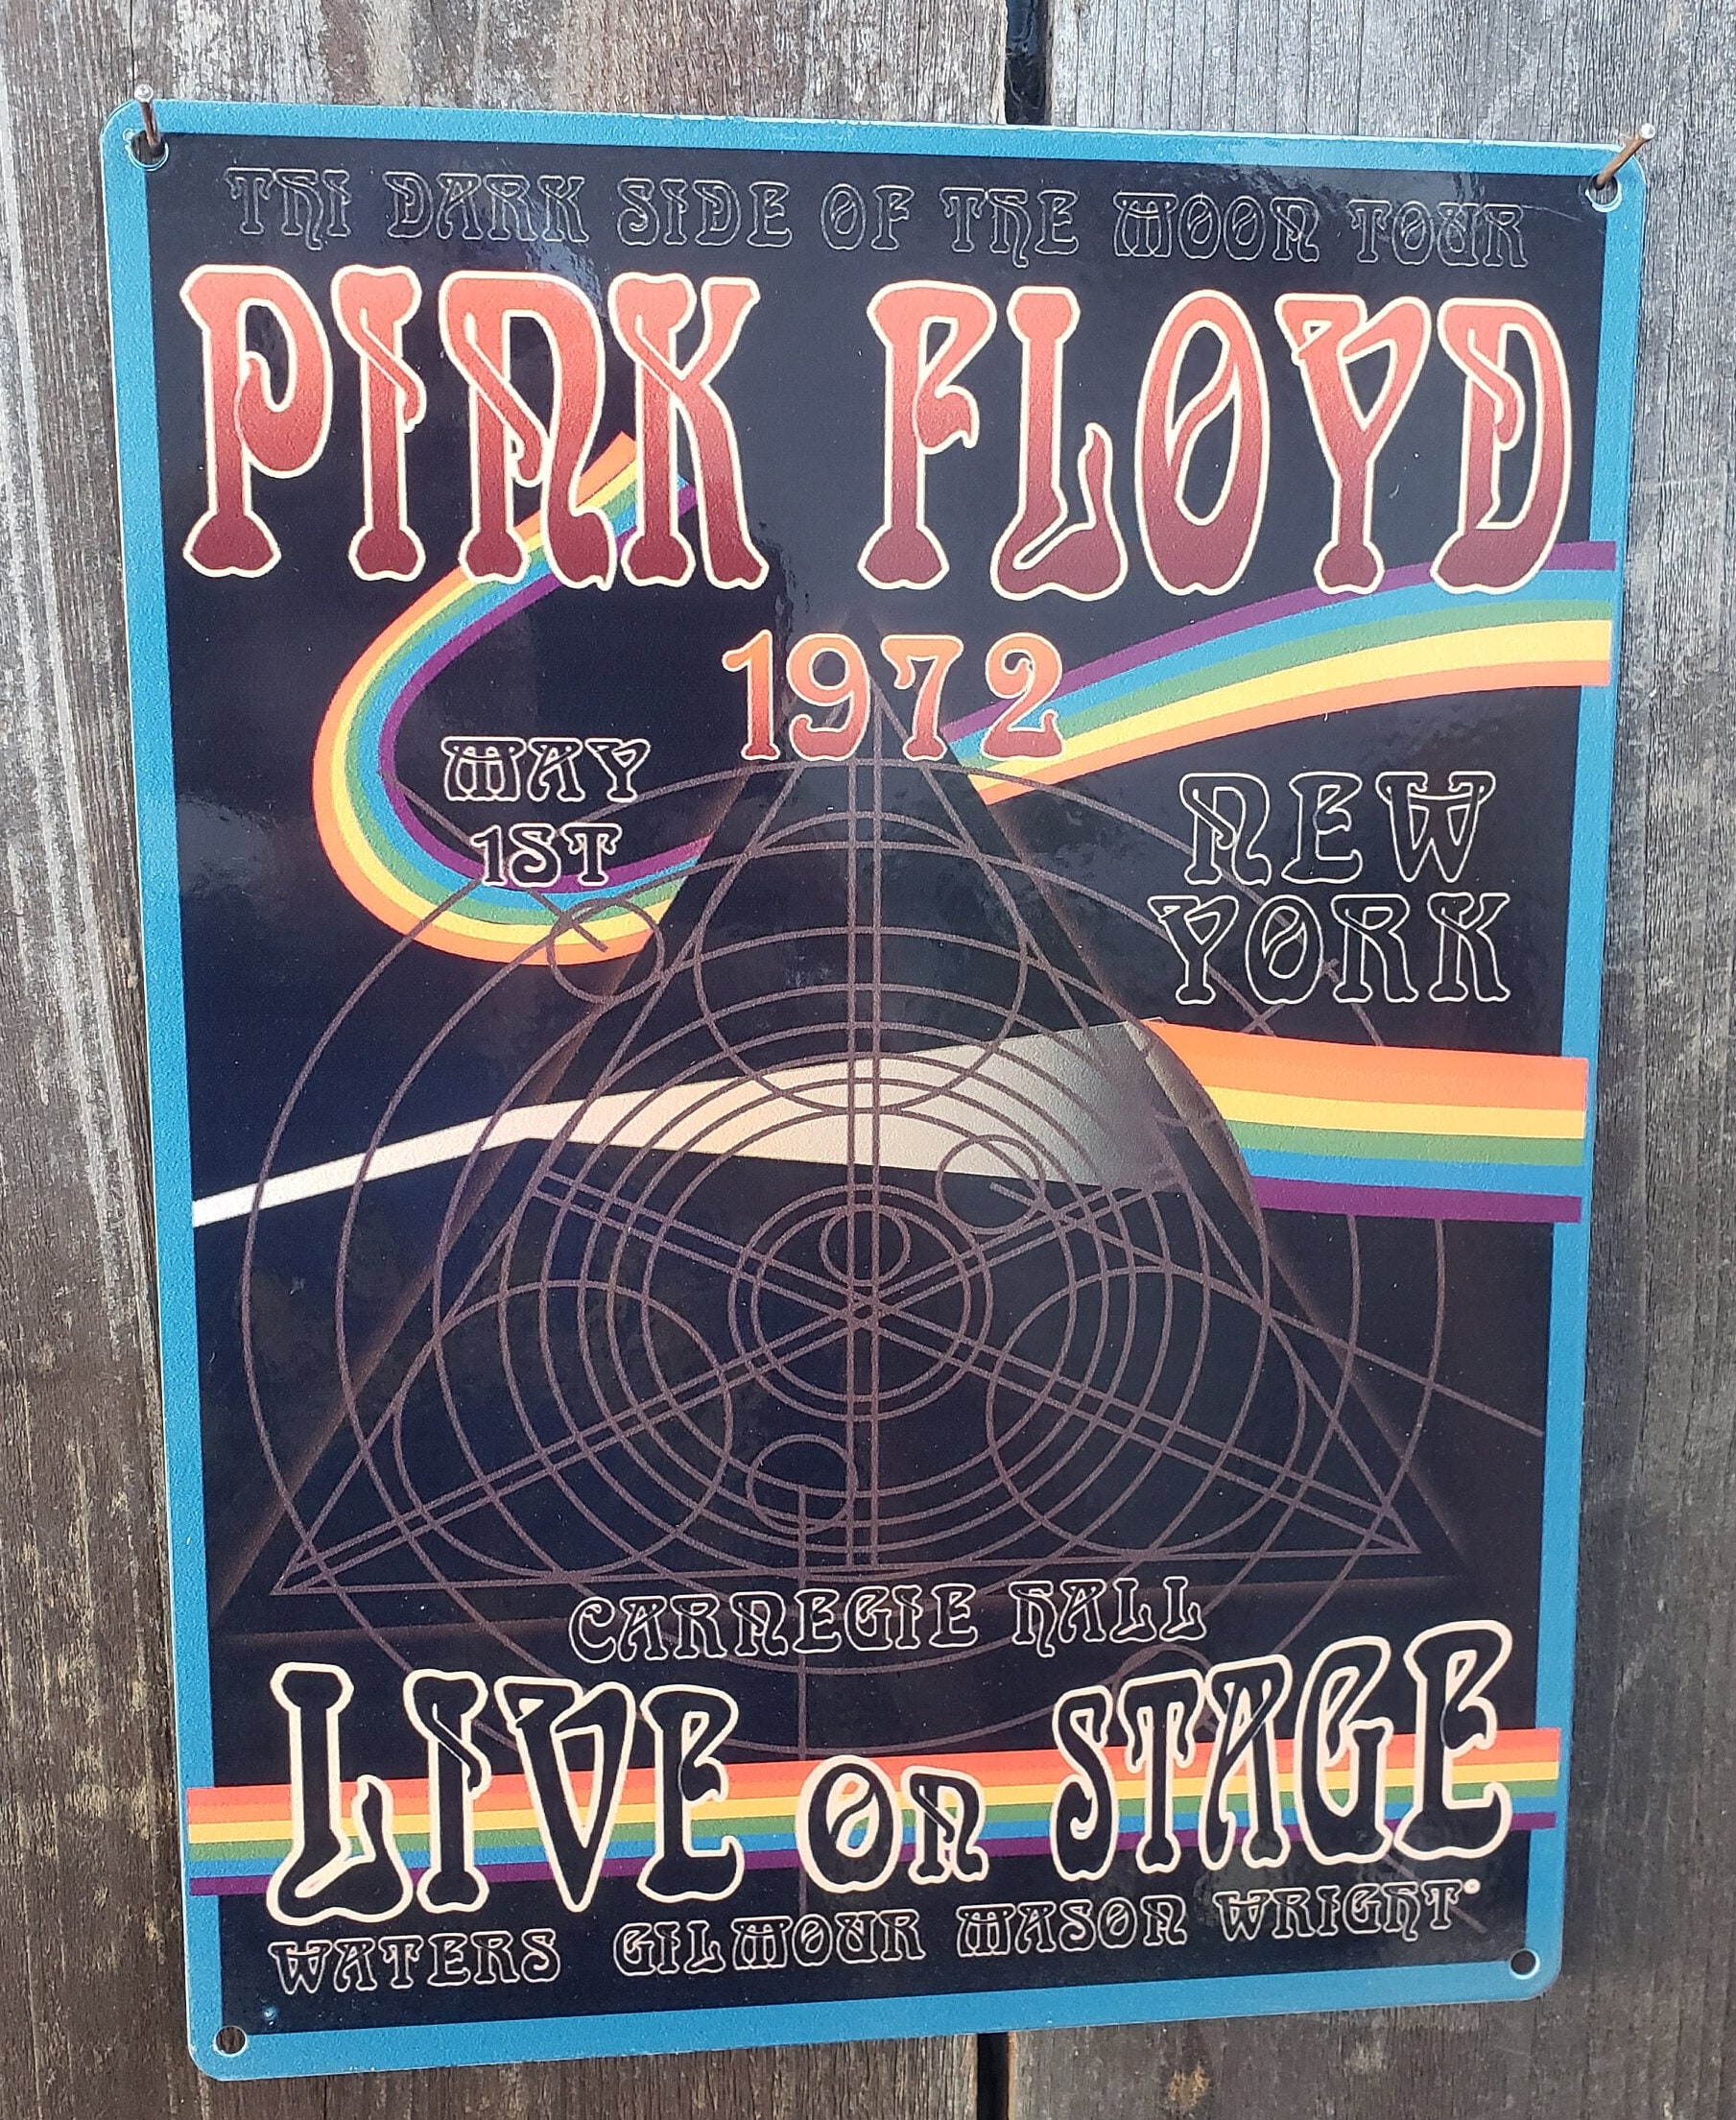 THI DARK SIDE OF THE MOON TOUR
PINK FLOYD
1972
MAY
1ST
NEW
YORK
CARNEGIE HALL
LIVE on STAGE
WATERS GILMOUR MASON WRIGHT